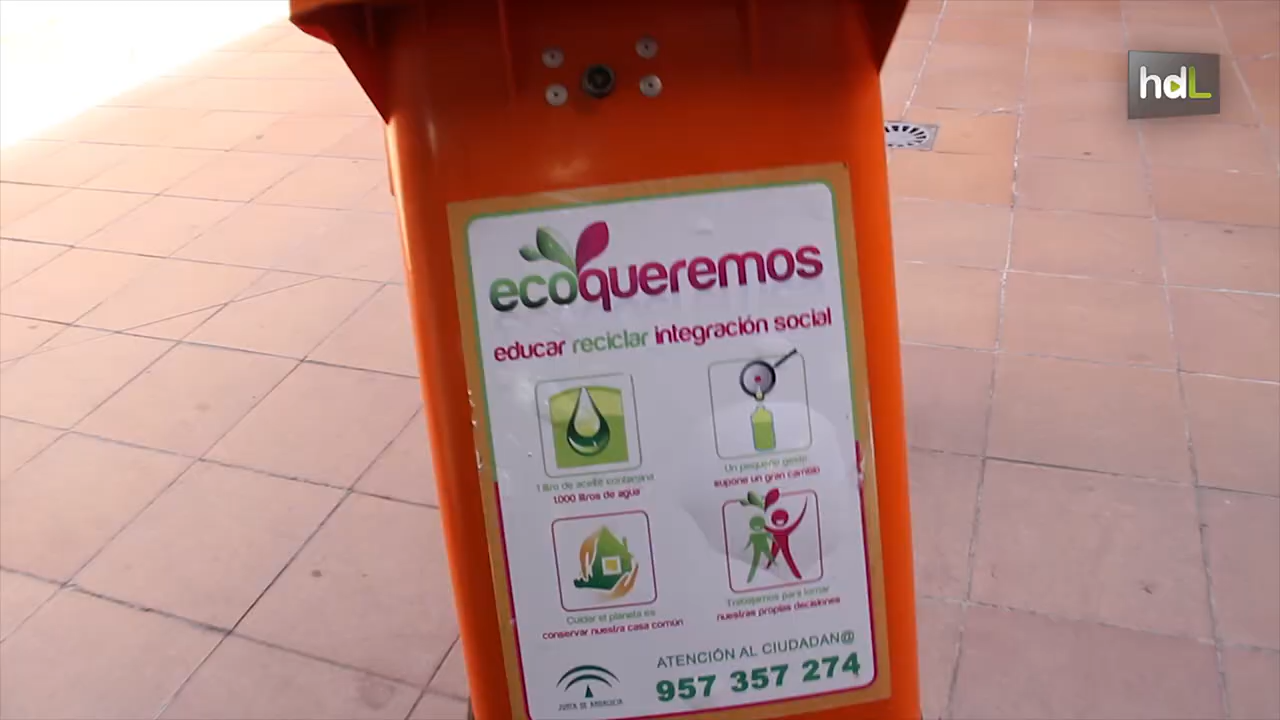 hdL
ecoqueremos
educar reciclar integración social
1 litro de aceite contamina
1.000 litros de agua
Un pequeño gesto
supone un gran cambio
Cuidar el planeta es
conservar nuestra casa común
Trabajamos para tomar
nuestras propias decisiones
ATENCIÓN AL CIUDADAN@
957 357 274
JUNTA DE ANDALUCIA